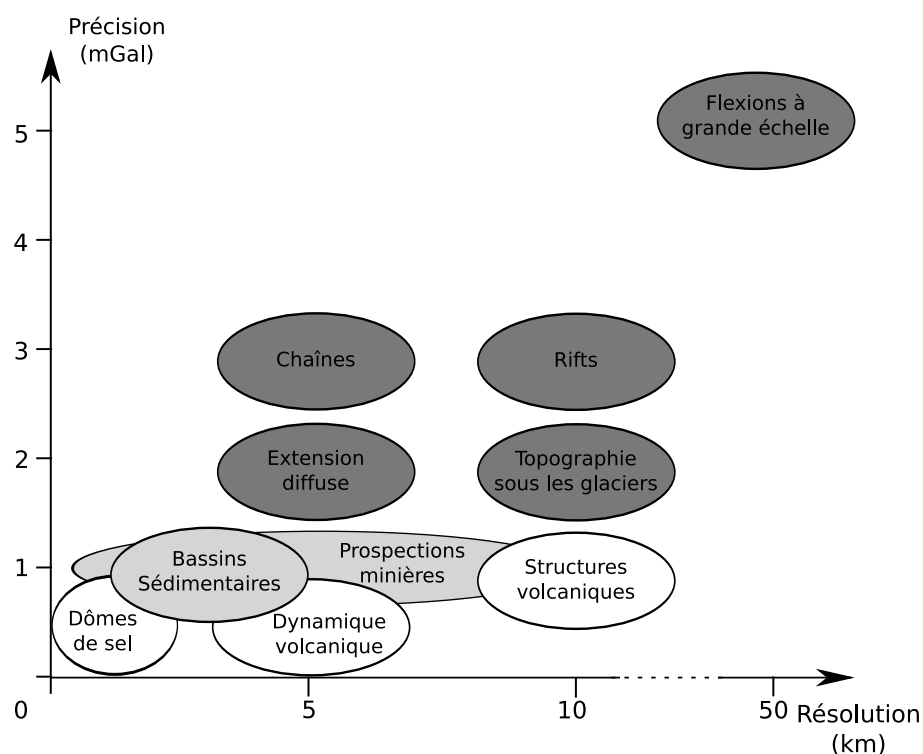 Précision
(mGal)
Flexions à
grande échelle
5
4
3
Chaînes
Rifts
2
Extension
diffuse
Topographie
sous les glaciers
1
Bassins
Sédimentaires
Prospections
minières
Structures
volcaniques
Dômes
de sel
Dynamique
volcanique
0
5
10
50
Résolution
(km)